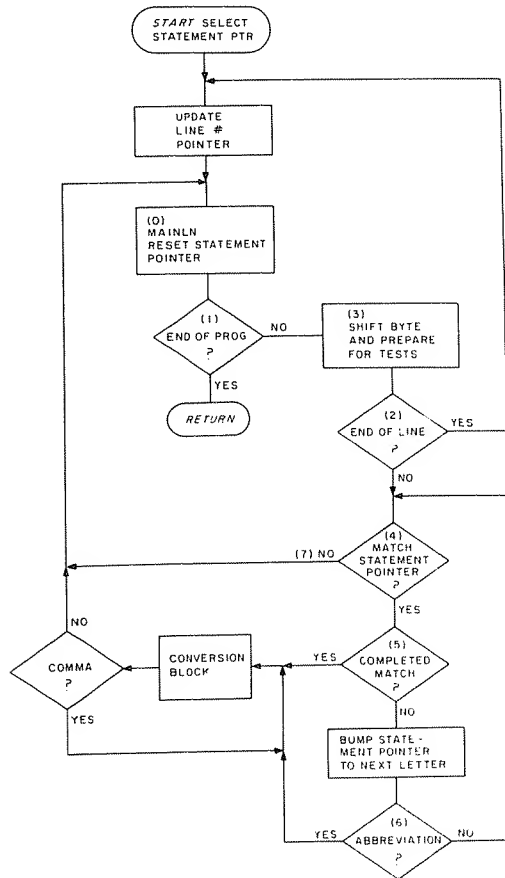 START SELECT
STATEMENT PTR
UPDATE
LINE #
POINTER
(0)
MAINLN
RESET STATEMENT
POINTER
(1)
END OF PROG
?
NO
YES
RETURN
(3)
SHIFT BYTE
AND PREPARE
FOR TESTS
(2)
END OF LINE
?
YES
NO
(4)
MATCH
STATEMENT
POINTER
?
(7) NO
YES
(5)
COMPLETED
MATCH
?
YES
NO
CONVERSION
BLOCK
COMMA
?
NO
YES
BUMP STATE-
MENT POINTER
TO NEXT LETTER
(6)
ABBREVIATION
?
YES
NO